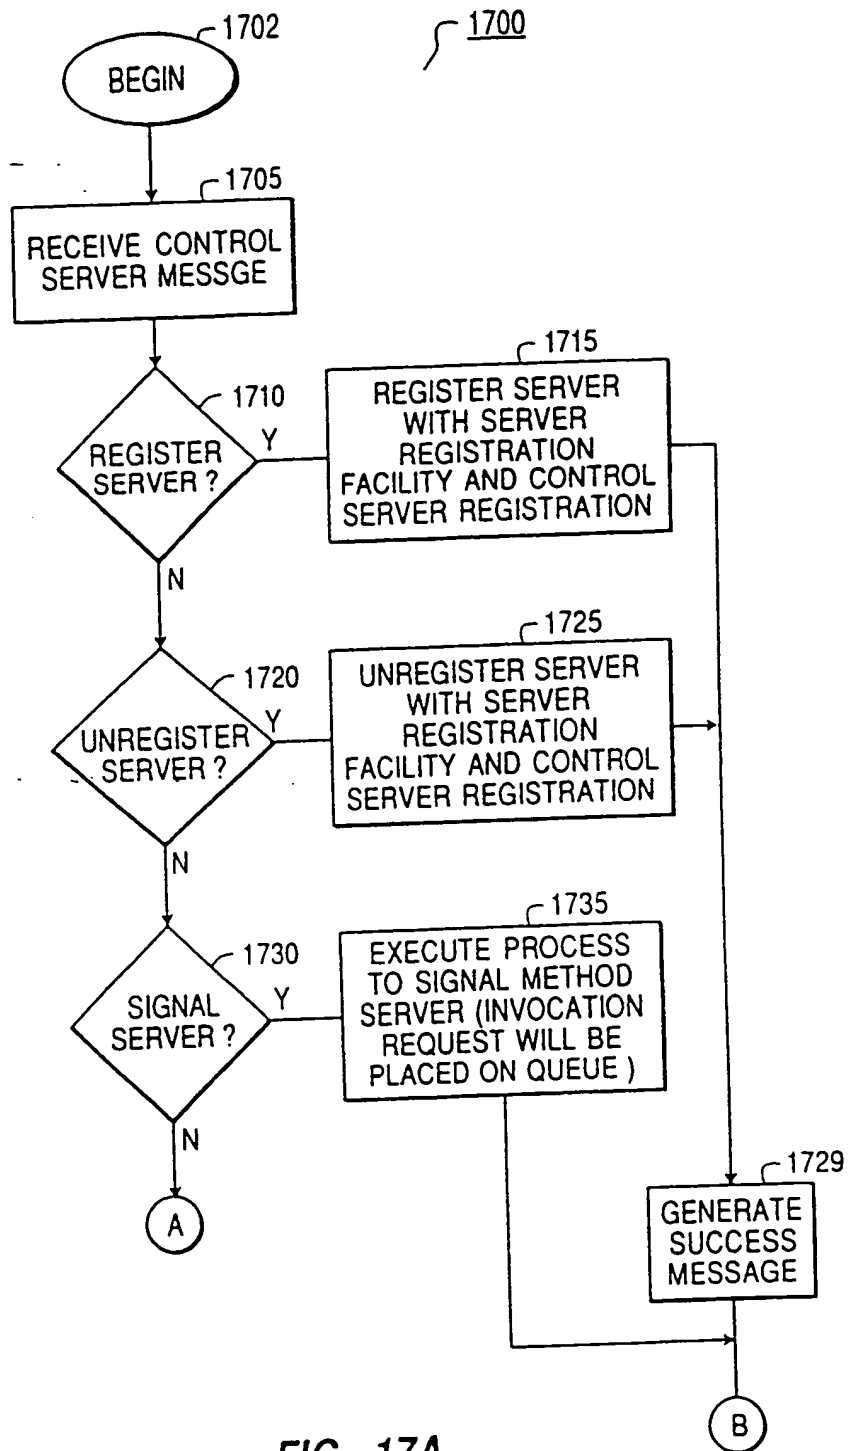 1702
1700
BEGIN
1705
RECEIVE CONTROL
SERVER MESSGE
1710
REGISTER
SERVER ?
Y
N
1715
REGISTER SERVER
WITH SERVER
REGISTRATION
FACILITY AND CONTROL
SERVER REGISTRATION
1720
UNREGISTER
SERVER ?
Y
N
1725
UNREGISTER SERVER
WITH SERVER
REGISTRATION
FACILITY AND CONTROL
SERVER REGISTRATION
1730
SIGNAL
SERVER ?
Y
N
1735
EXECUTE PROCESS
TO SIGNAL METHOD
SERVER (INVOCATION
REQUEST WILL BE
PLACED ON QUEUE )
A
1729
GENERATE
SUCCESS
MESSAGE
B
FIG. 17A